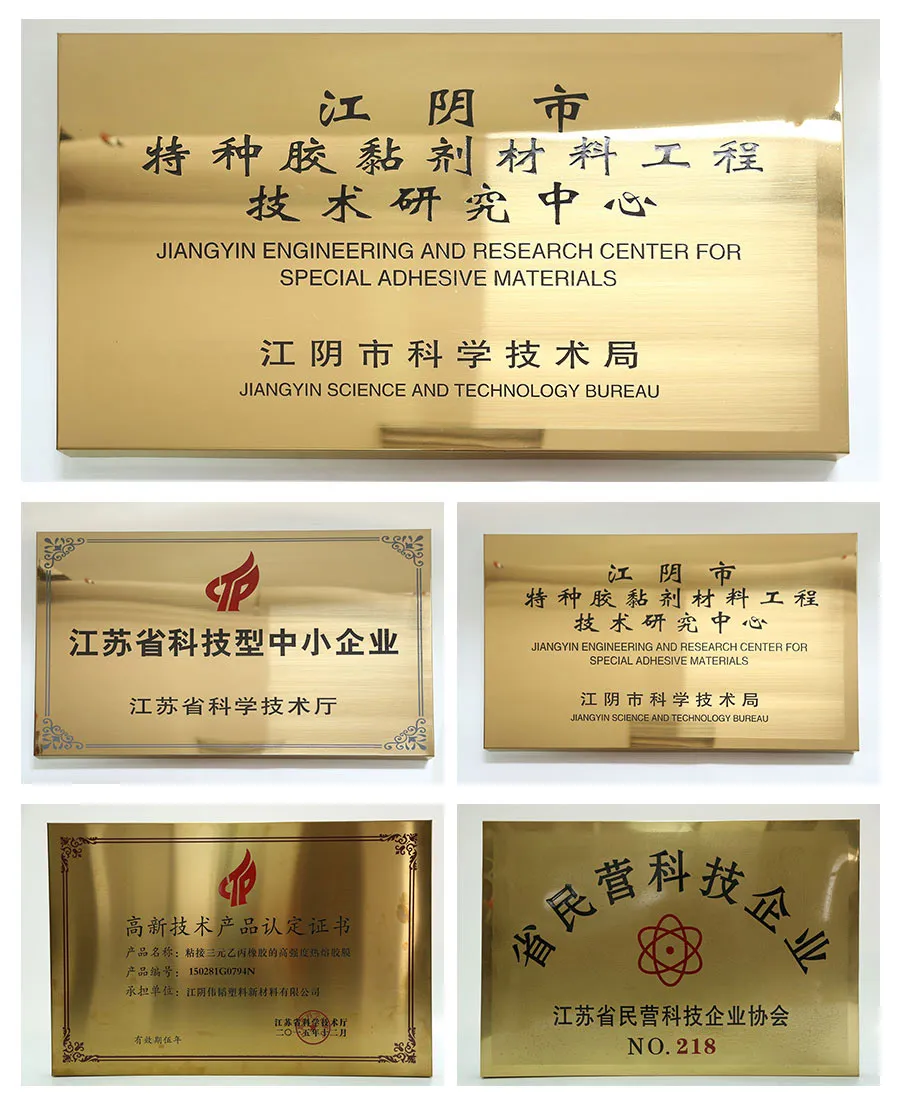 江阴市
特种胶黏剂材料工程
技术研究中心
JIANGYIN ENGINEERING AND RESEARCH CENTER FOR
SPECIAL ADHESIVE MATERIALS
江阴市科学技术局
JIANGYIN SCIENCE AND TECHNOLOGY BUREAU
江苏省科技型中小企业
江苏省科学技术厅
江阴市
特种胶黏剂材料工程
技术研究中心
JIANGYIN ENGINEERING AND RESEARCH CENTER FOR
SPECIAL ADHESIVE MATERIALS
江阴市科学技术局
JIANGYIN SCIENCE AND TECHNOLOGY BUREAU
高新技术产品认定证书
产品名称：粘接三元乙丙橡胶的高强度热熔胶膜
产品编号：150281G0794N
承担单位：江阴伟韬塑料新材料有限公司
江苏省科学技术厅
二〇一五年十二月
有效期伍年
省民营科技企业
江苏省民营科技企业协会
NO.218